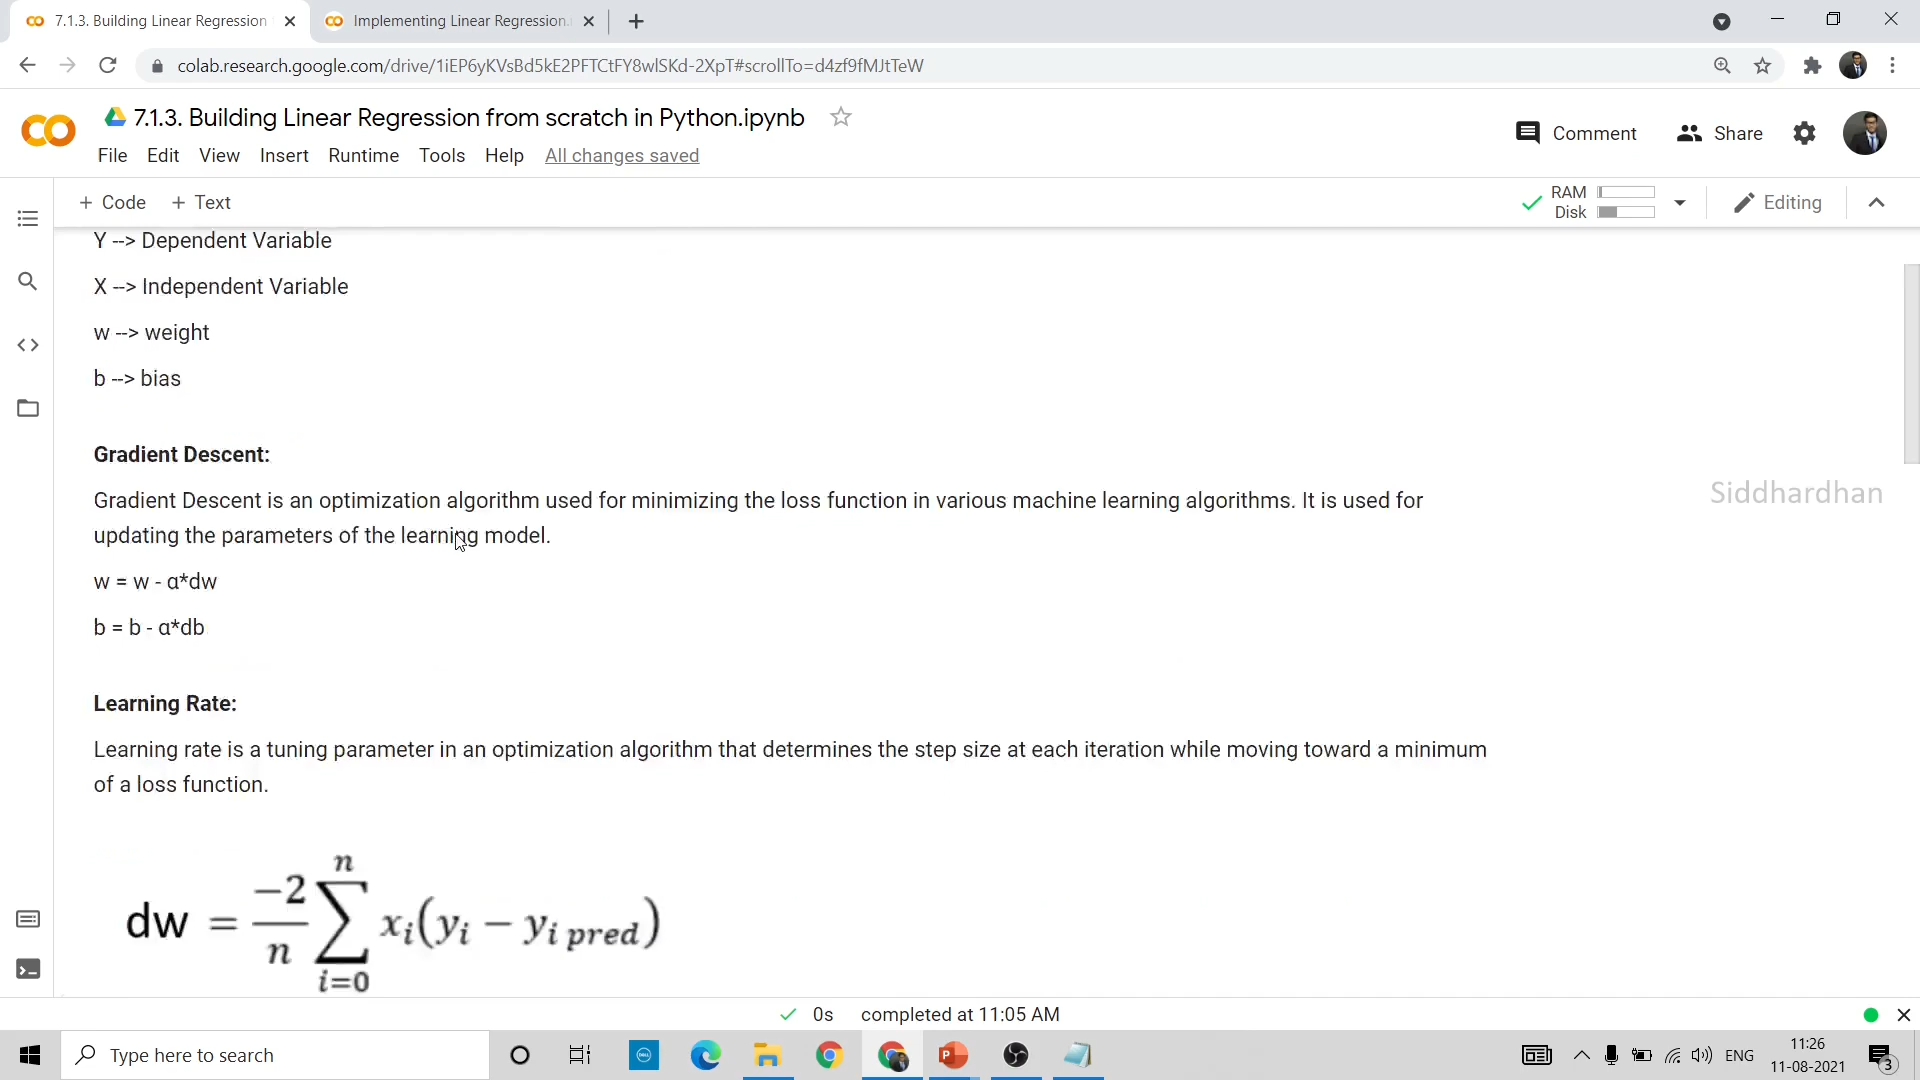 7.1.3. Building Linear Regression
Implementing Linear Regression.
colab.research.google.com/drive/1iEP6yKVsBd5kE2PFTCtFY8wlSKd-2XpT#scrollTo=d4zf9fMJtTeW
7.1.3. Building Linear Regression from scratch in Python.ipynb
File Edit View Insert Runtime Tools Help All changes saved
Comment Share
+ Code + Text
RAM
Disk
Editing
Y --> Dependent Variable
X --> Independent Variable
w --> weight
b --> bias
Gradient Descent:
Gradient Descent is an optimization algorithm used for minimizing the loss function in various machine learning algorithms. It is used for
updating the parameters of the learning model.
w = w - α*dw
b = b - α*db
Siddhardhan
Learning Rate:
Learning rate is a tuning parameter in an optimization algorithm that determines the step size at each iteration while moving toward a minimum
of a loss function.
dw = -2/n ∑ i=0 n xi(yi − yi pred)
0s completed at 11:05 AM
Type here to search
DELL
ENG
11:26
11-08-2021
3